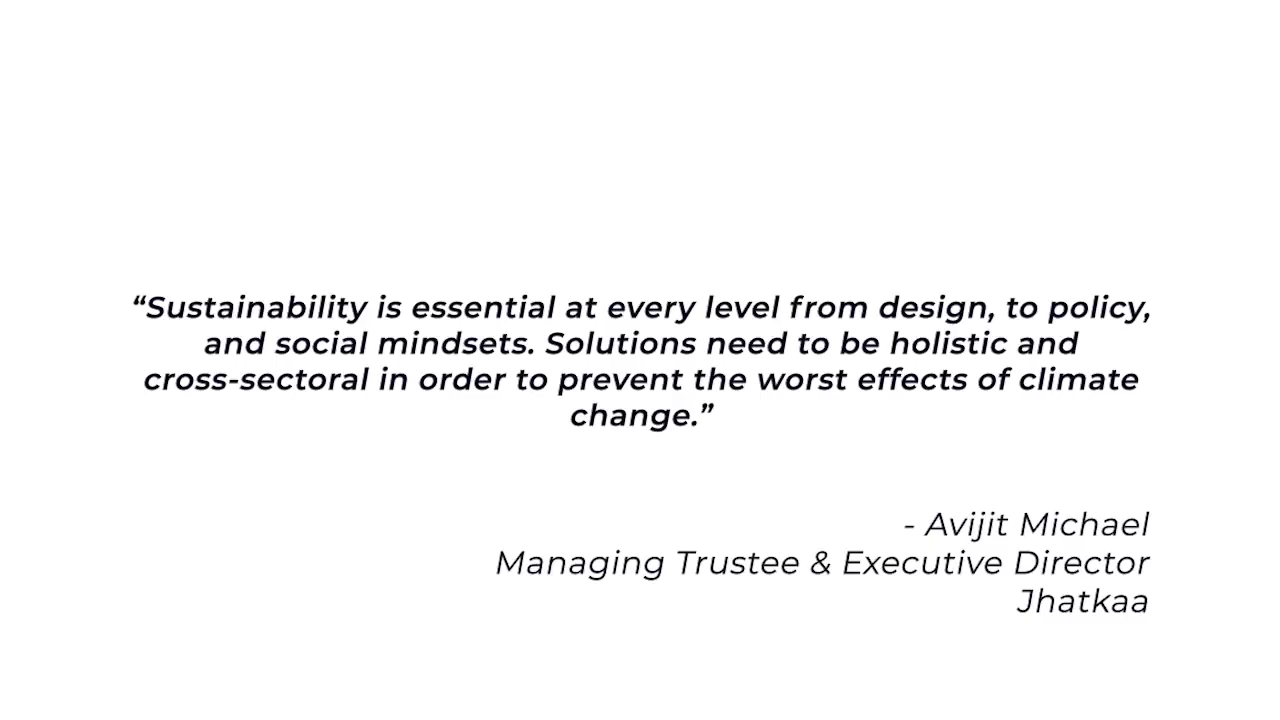 “Sustainability is essential at every level from design, to policy,
and social mindsets. Solutions need to be holistic and
cross-sectoral in order to prevent the worst effects of climate
change.”
- Avijit Michael
Managing Trustee & Executive Director
Jhatkaa